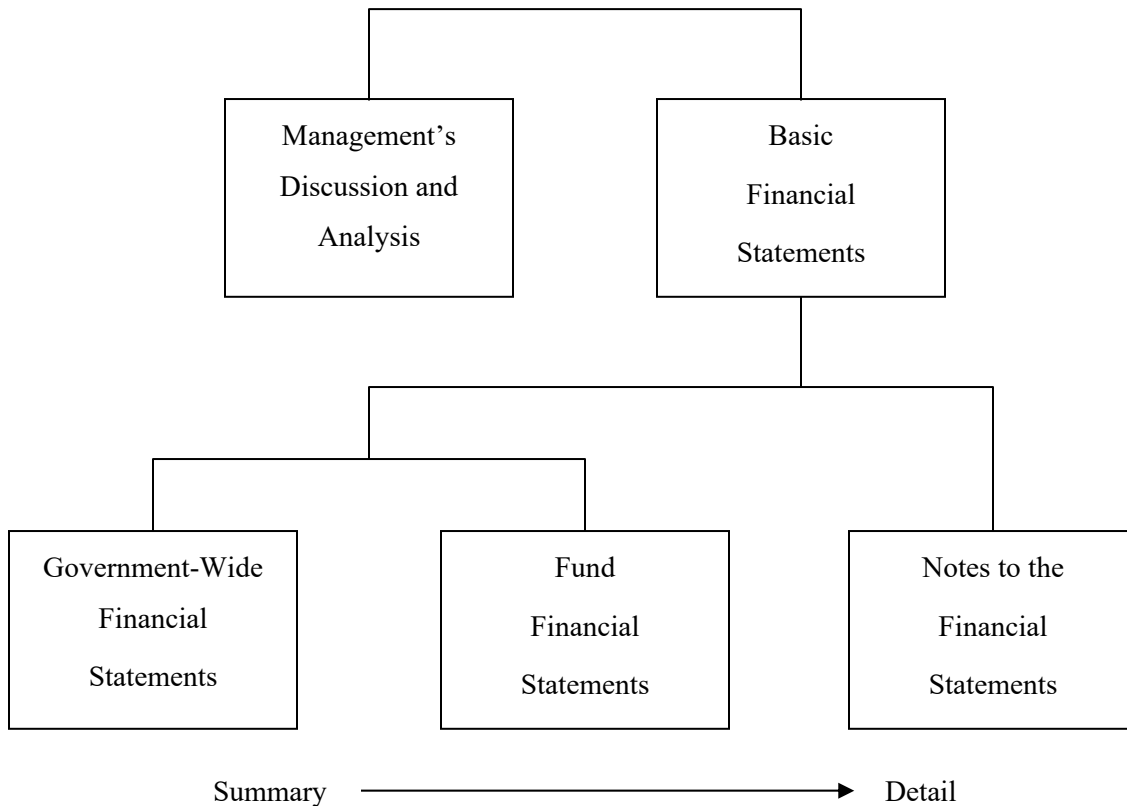 Management’s
Discussion and
Analysis
Basic
Financial
Statements
Government-Wide
Financial
Statements
Fund
Financial
Statements
Notes to the
Financial
Statements
Summary
Detail